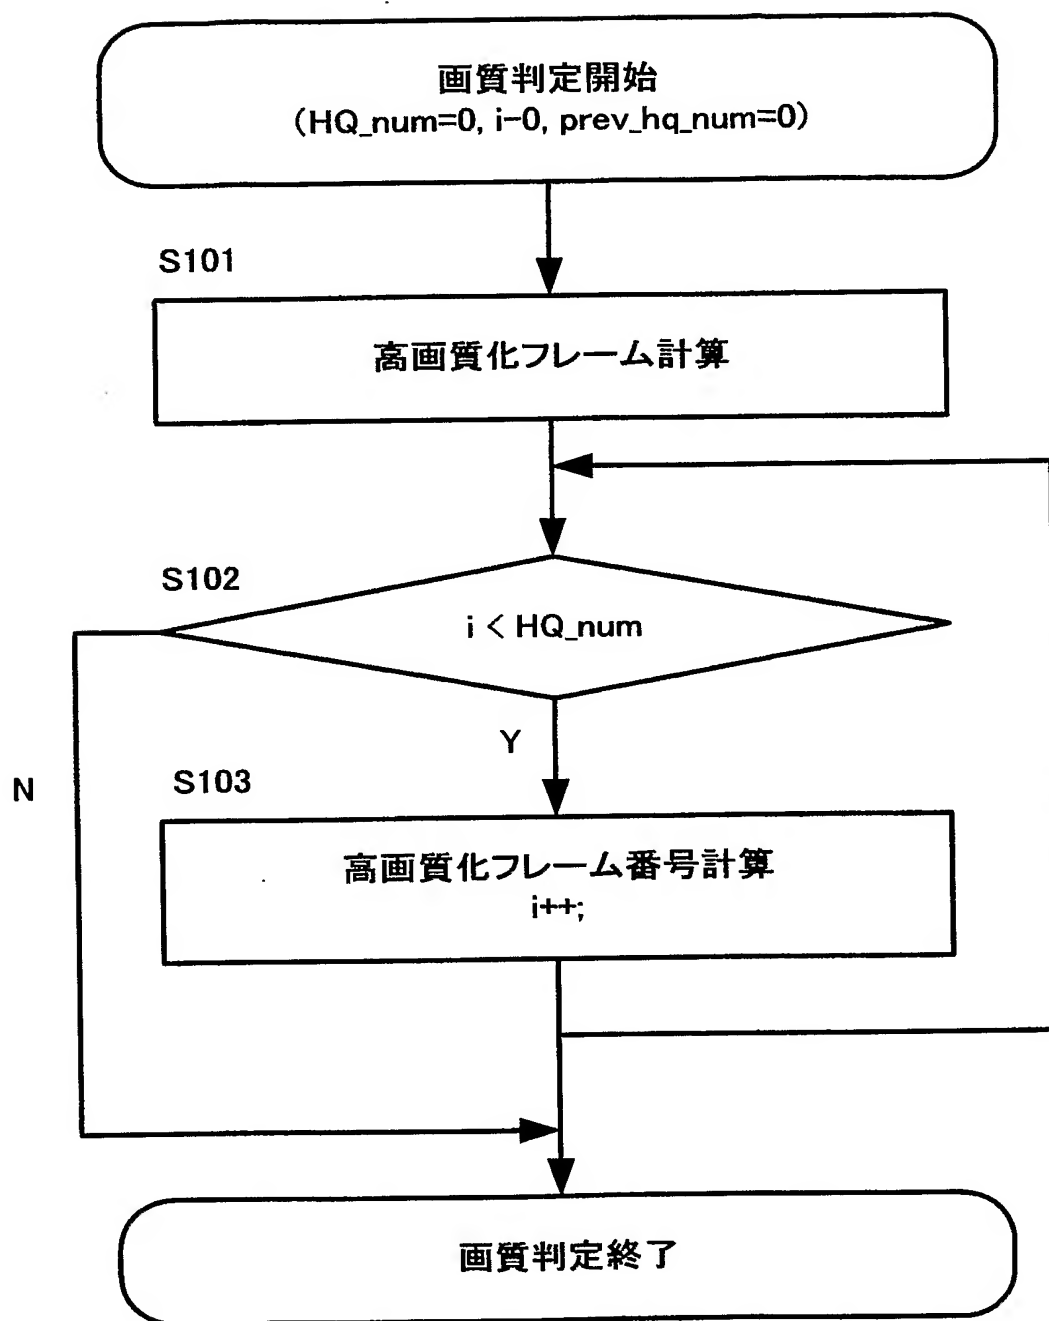 画質判定開始
(HQ_num=0, i-0, prev_hq_num=0)
S101
高画質化フレーム計算
S102
i < HQ_num
Y
N
S103
高画質化フレーム番号計算
i++;
画質判定終了